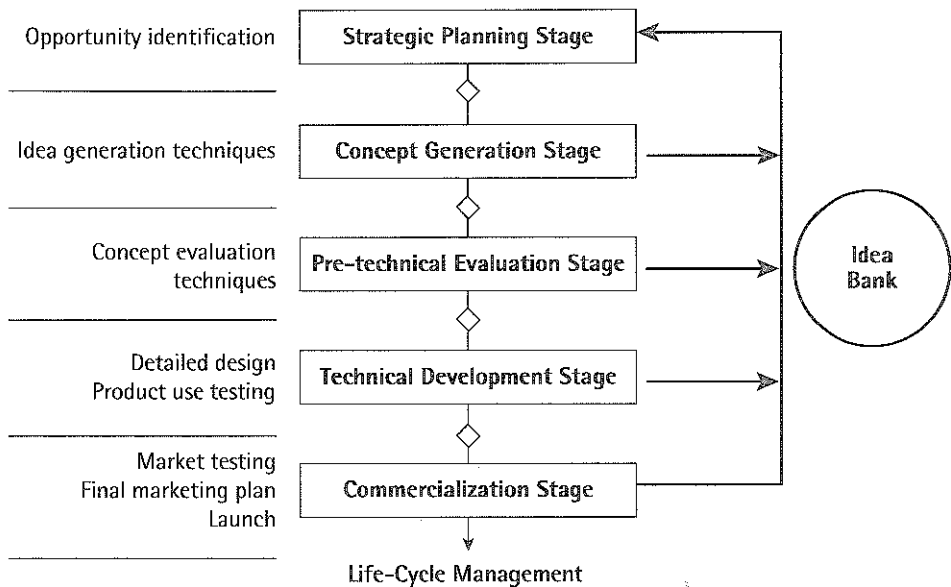 Opportunity identification
Strategic Planning Stage
Idea generation techniques
Concept Generation Stage
Concept evaluation
techniques
Pre-technical Evaluation Stage
Idea
Bank
Detailed design
Product use testing
Technical Development Stage
Market testing
Final marketing plan
Launch
Commercialization Stage
Life-Cycle Management